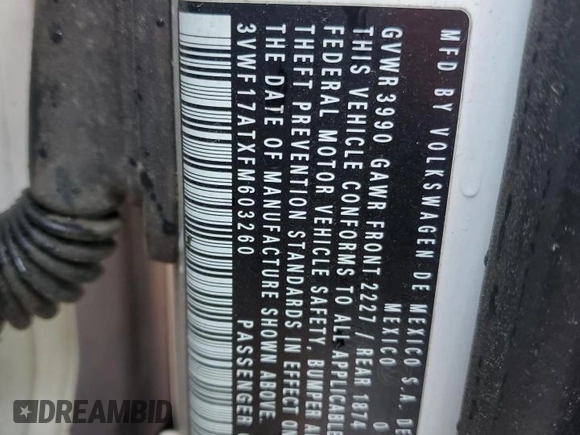 MFD BY VOLKSWAGEN DE MEXICO S.A. DE
MEXICO
GVWR 3990 GAWR FRONT 2227 / REAR 1874
THIS VEHICLE CONFORMS TO ALL APPLICABLE
FEDERAL MOTOR VEHICLE SAFETY, BUMPER
THEFT PREVENTION STANDARDS IN EFFECT ON
THE DATE OF MANUFACTURE SHOWN ABOVE.
3VWF17ATXFM603260 PASSENGER
DREAMBID